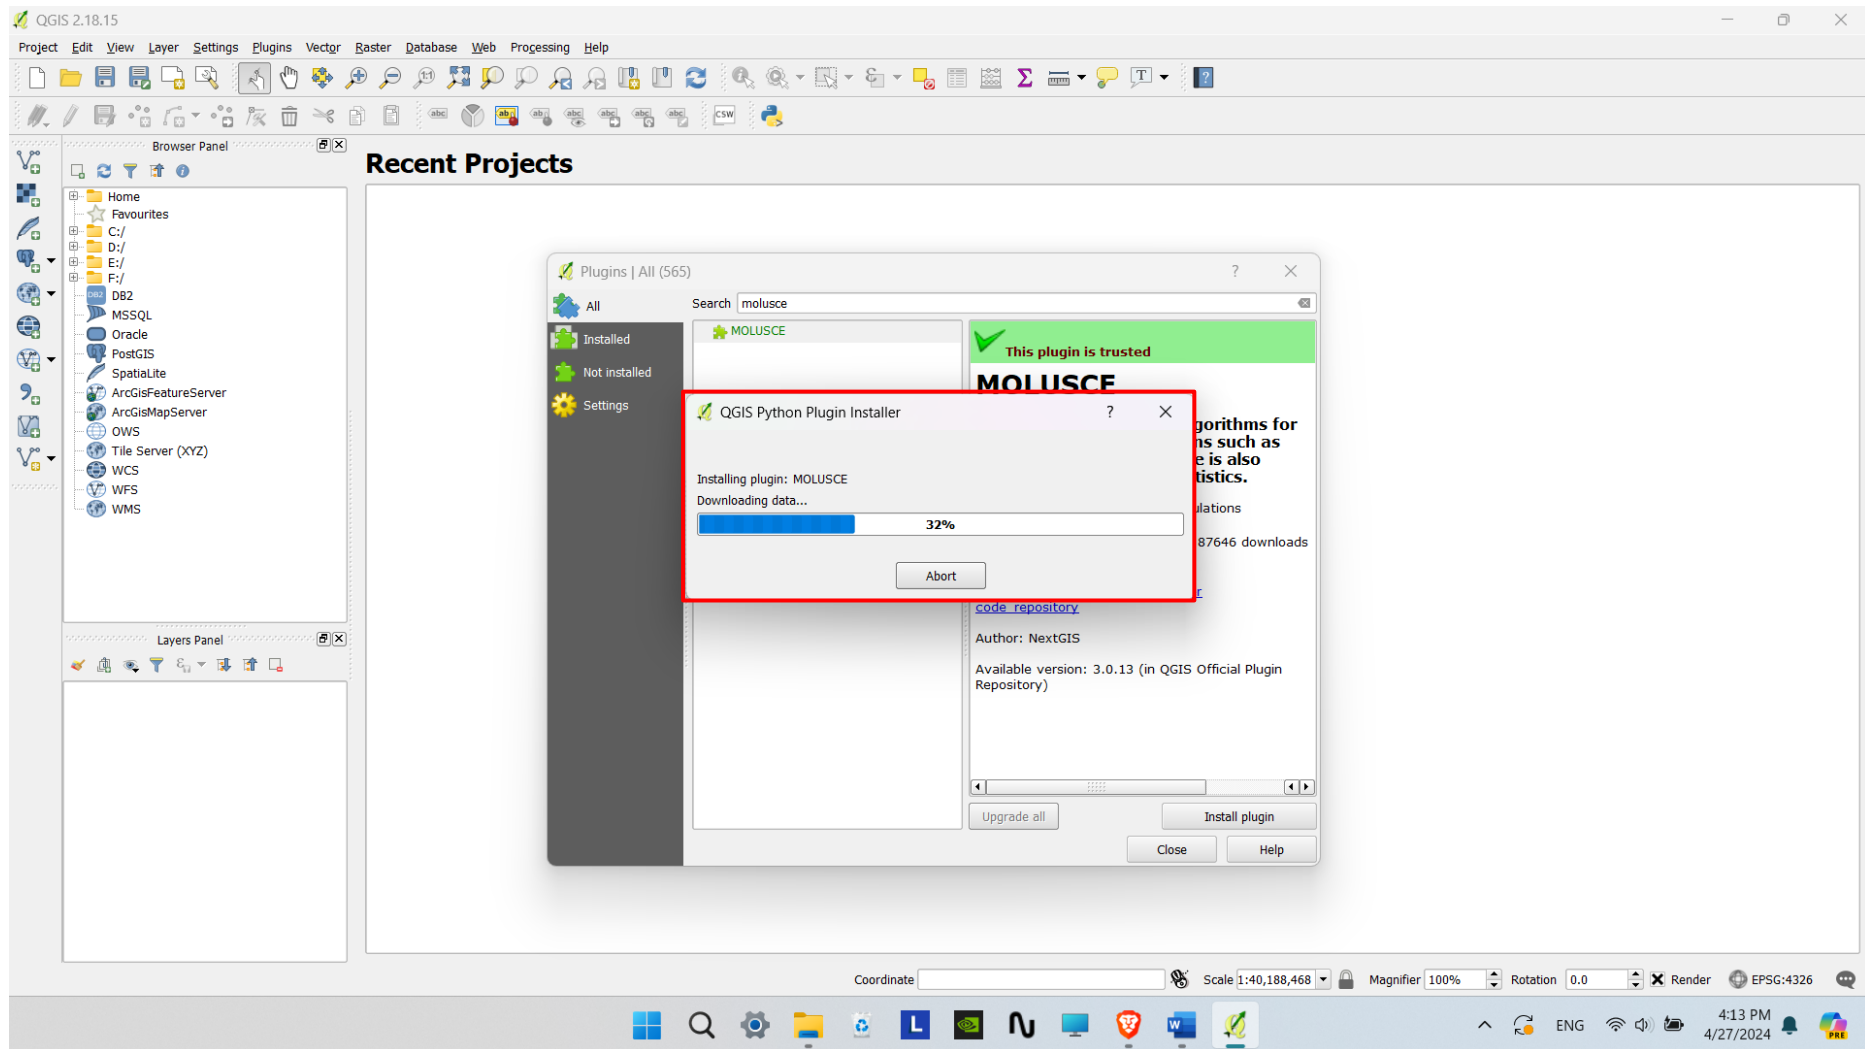 QGIS 2.18.15
Project Edit View Layer Settings Plugins Vector Raster Database Web Processing Help
Browser Panel
Recent Projects
Home
Favourites
C:/
D:/
E:/
F:/
DB2
MSSQL
Oracle
PostGIS
SpatiaLite
ArcGisFeatureServer
ArcGisMapServer
OWS
Tile Server (XYZ)
WCS
WFS
WMS
Layers Panel
Plugins | All (565)
All
Installed
Not installed
Settings
Search molusce
MOLUSCE
This plugin is trusted
MOLUSCE
gorithms for
ns such as
e is also
tistics.
ulations
87646 downloads
r
code repository
Author: NextGIS
Available version: 3.0.13 (in QGIS Official Plugin
Repository)
Upgrade all
Install plugin
Close
Help
QGIS Python Plugin Installer
Installing plugin: MOLUSCE
Downloading data...
32%
Abort
Coordinate
Scale 1:40,188,468
Magnifier 100%
Rotation 0.0
Render
EPSG:4326
ENG
4:13 PM
4/27/2024
PRE